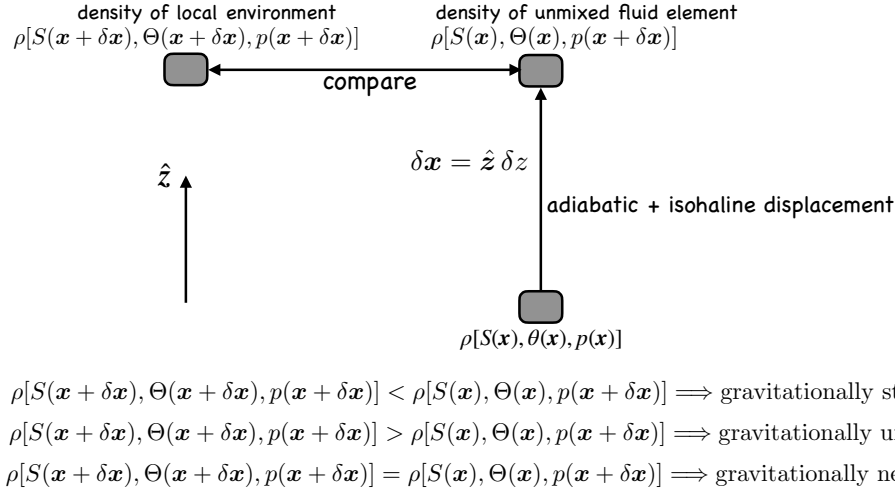 density of local environment
density of unmixed fluid element
ρ[S(x + δx), Θ(x + δx), p(x + δx)]
ρ[S(x), Θ(x), p(x + δx)]
compare
δx = ẑ δz
ẑ
adiabatic + isohaline displacement
ρ[S(x), θ(x), p(x)]
ρ[S(x + δx), Θ(x + δx), p(x + δx)] < ρ[S(x), Θ(x), p(x + δx)] ⟹ gravitationally st
ρ[S(x + δx), Θ(x + δx), p(x + δx)] > ρ[S(x), Θ(x), p(x + δx)] ⟹ gravitationally u
ρ[S(x + δx), Θ(x + δx), p(x + δx)] = ρ[S(x), Θ(x), p(x + δx)] ⟹ gravitationally ne